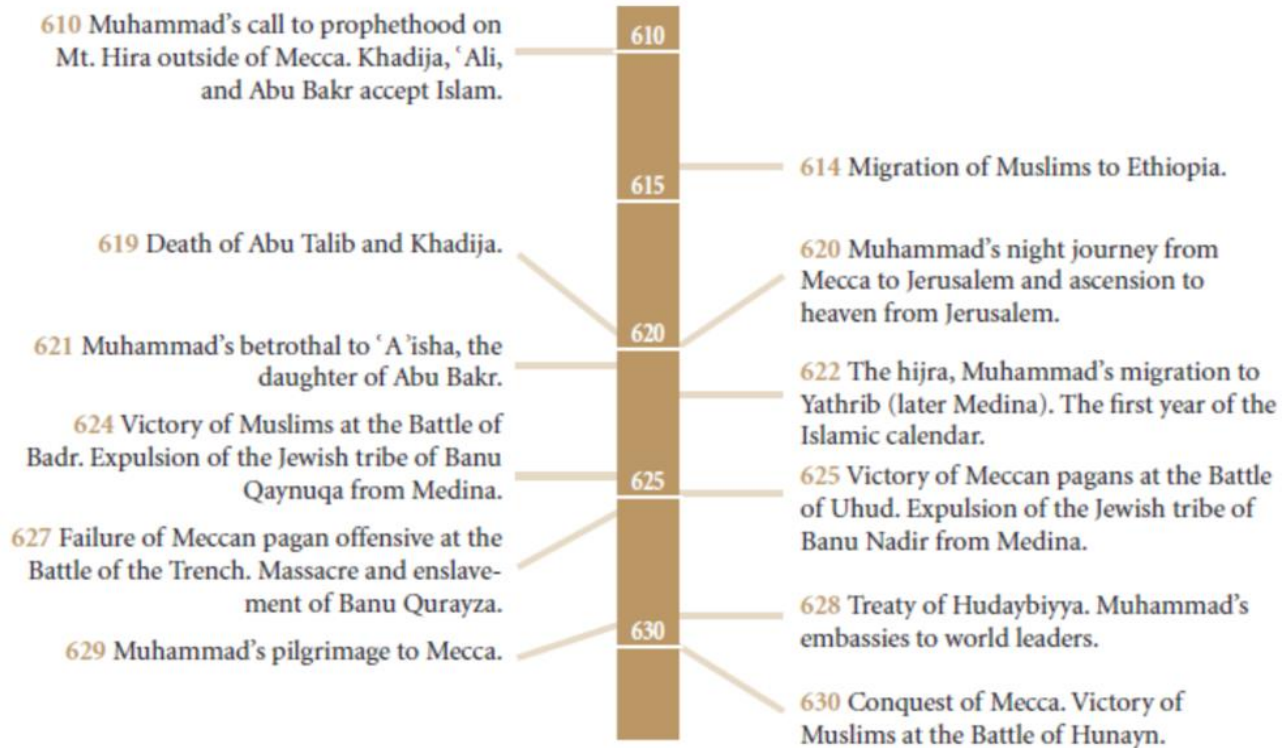 610 Muhammad’s call to prophethood on
Mt. Hira outside of Mecca. Khadija, ʿAli,
and Abu Bakr accept Islam.
610
614 Migration of Muslims to Ethiopia.
615
619 Death of Abu Talib and Khadija.
620 Muhammad’s night journey from
Mecca to Jerusalem and ascension to
heaven from Jerusalem.
620
621 Muhammad’s betrothal to ʿAʾisha, the
daughter of Abu Bakr.
622 The hijra, Muhammad’s migration to
Yathrib (later Medina). The first year of the
Islamic calendar.
624 Victory of Muslims at the Battle of
Badr. Expulsion of the Jewish tribe of Banu
Qaynuqa from Medina.
625
625 Victory of Meccan pagans at the Battle
of Uhud. Expulsion of the Jewish tribe of
Banu Nadir from Medina.
627 Failure of Meccan pagan offensive at the
Battle of the Trench. Massacre and enslave-
ment of Banu Qurayza.
628 Treaty of Hudaybiyya. Muhammad’s
embassies to world leaders.
629 Muhammad’s pilgrimage to Mecca.
630
630 Conquest of Mecca. Victory of
Muslims at the Battle of Hunayn.